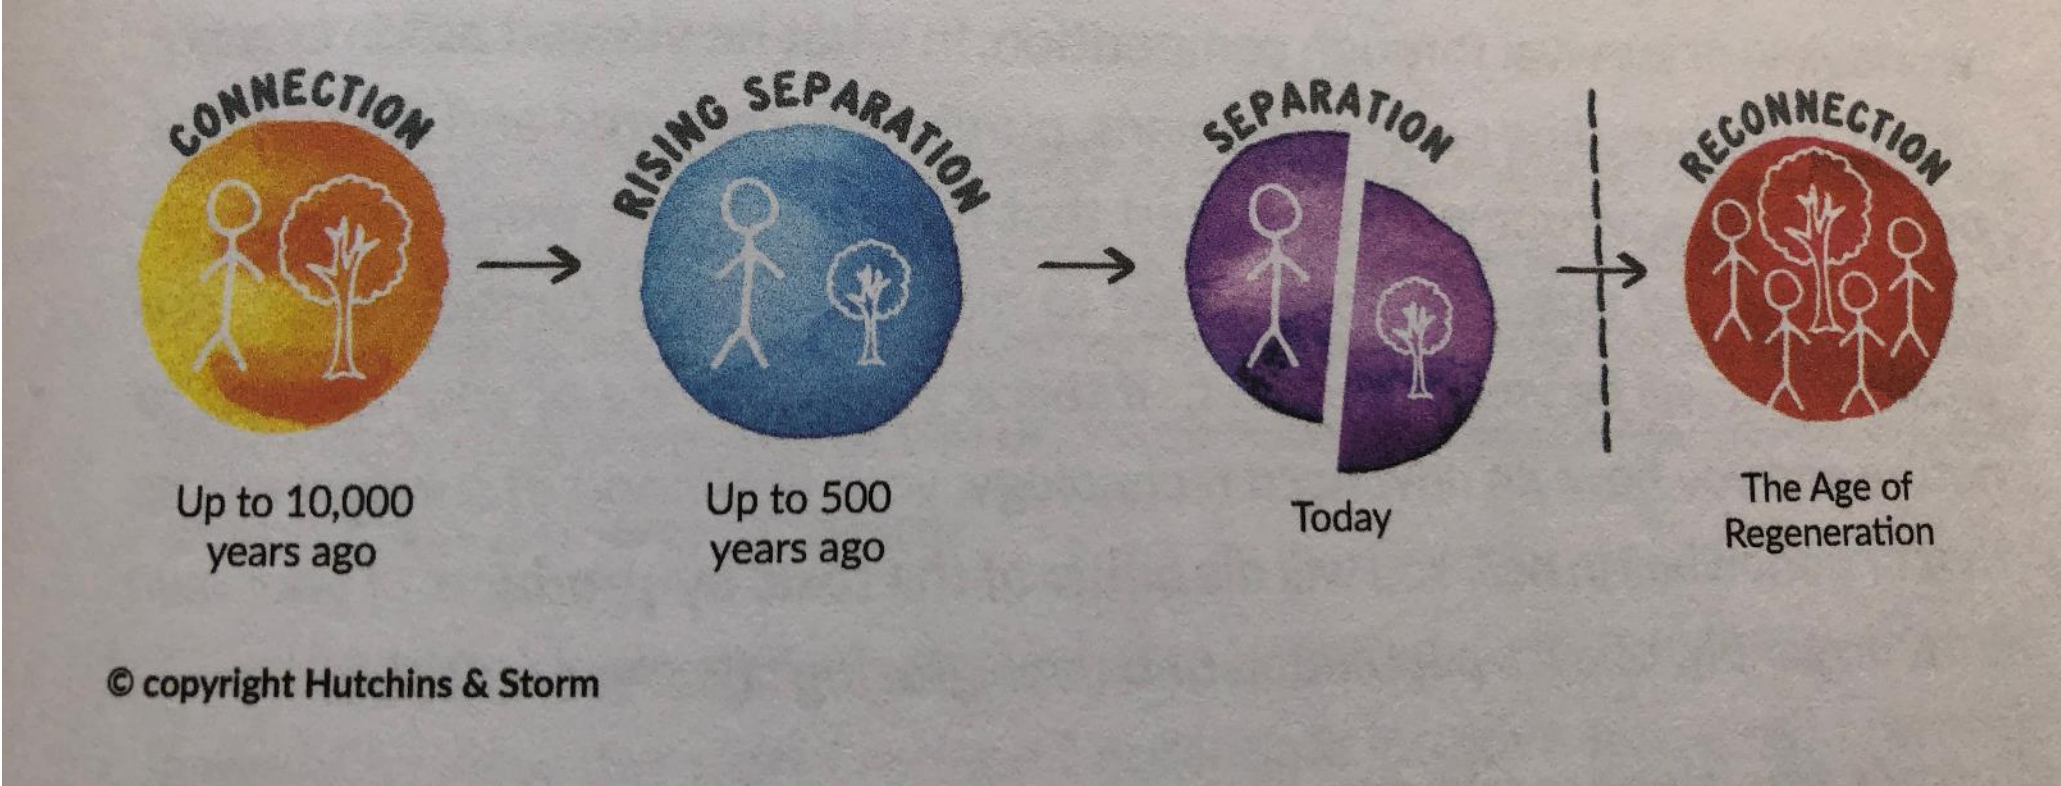 CONNECTION
Up to 10,000
years ago
RISING SEPARATION
Up to 500
years ago
SEPARATION
Today
RECONNECTION
The Age of
Regeneration
© copyright Hutchins & Storm